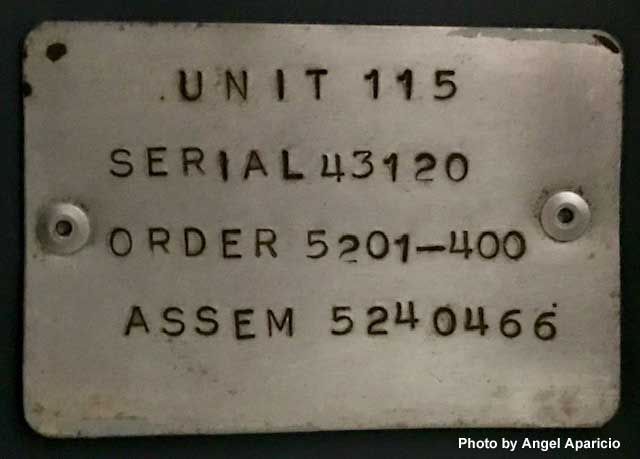 UNIT 115
SERIAL 43120
ORDER 5201-400
ASSEM 5240466
Photo by Angel Aparicio